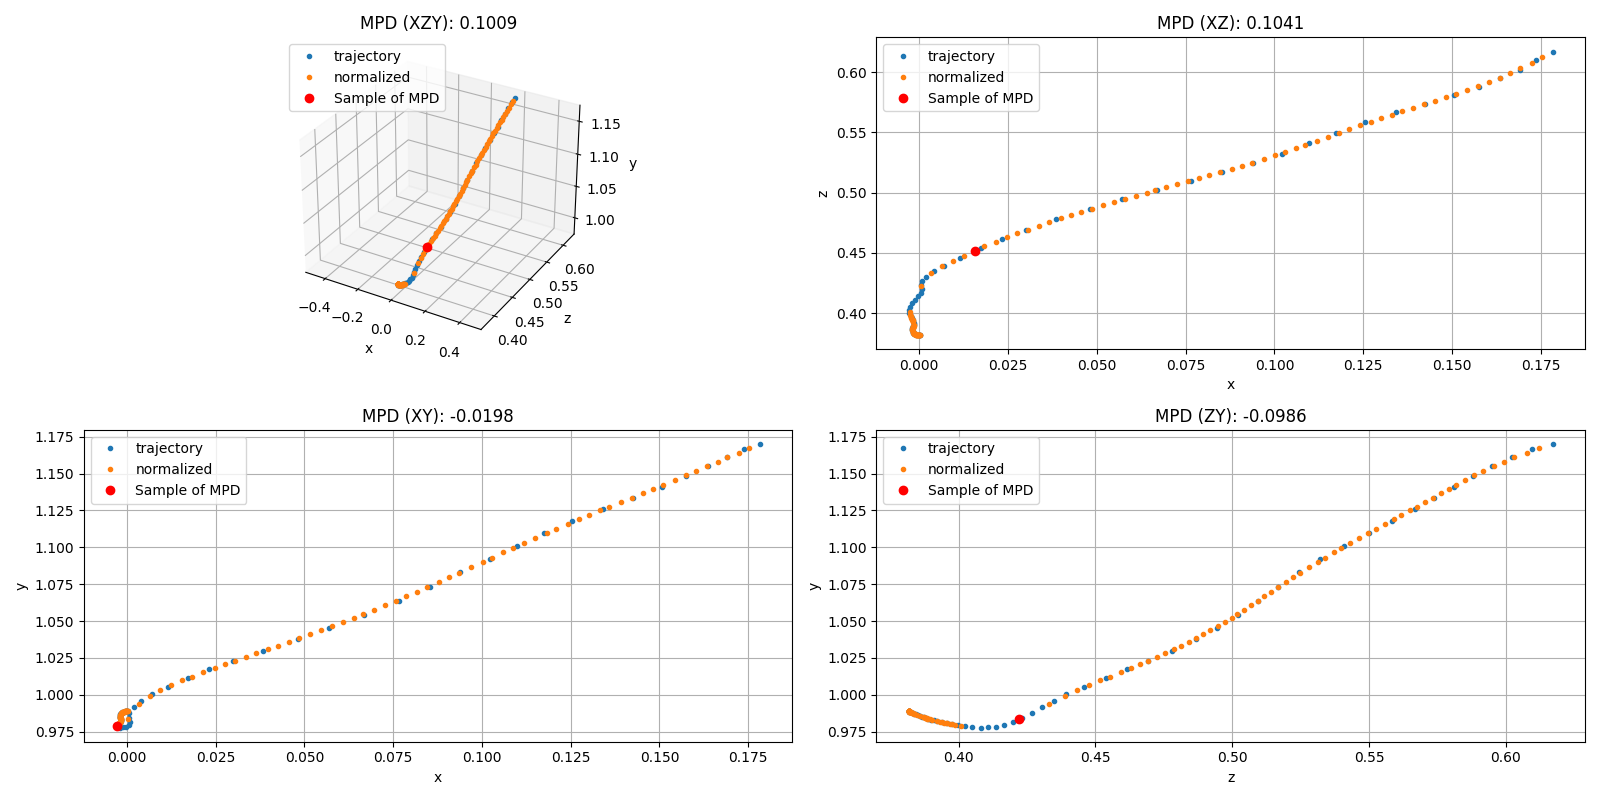 MPD (XZY): 0.1009
trajectory
normalized
Sample of MPD
1.15
1.10
1.05
1.00
y
0.60
0.55
0.50
0.45
0.40
z
−0.4
−0.2
0.0
0.2
0.4
x
MPD (XZ): 0.1041
trajectory
normalized
Sample of MPD
0.60
0.55
0.50
0.45
0.40
z
0.000 0.025 0.050 0.075 0.100 0.125 0.150 0.175
x
MPD (XY): -0.0198
trajectory
normalized
Sample of MPD
1.175
1.150
1.125
1.100
1.075
1.050
1.025
1.000
0.975
y
0.000 0.025 0.050 0.075 0.100 0.125 0.150 0.175
x
MPD (ZY): -0.0986
trajectory
normalized
Sample of MPD
1.175
1.150
1.125
1.100
1.075
1.050
1.025
1.000
0.975
y
0.40 0.45 0.50 0.55 0.60
z